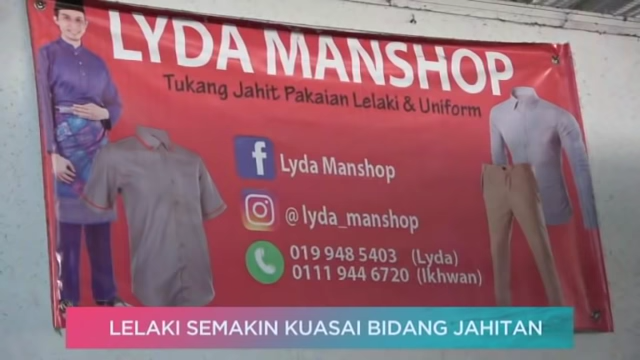 LYDA MANSHOP
Tukang Jahit Pakaian Lelaki & Uniform
Lyda Manshop
@ lyda_manshop
019 948 5403 (Lyda)
0111 944 6720 (Ikhwan)
LELAKI SEMAKIN KUASAI BIDANG JAHITAN